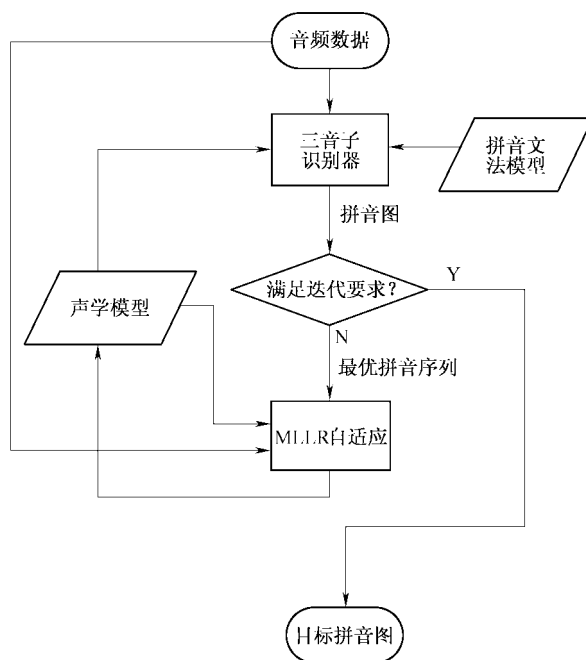 音频数据
三音子
识别器
拼音文
法模型
拼音图
满足迭代要求?
Y
声学模型
N
最优拼音序列
MLLR自适应
目标拼音图